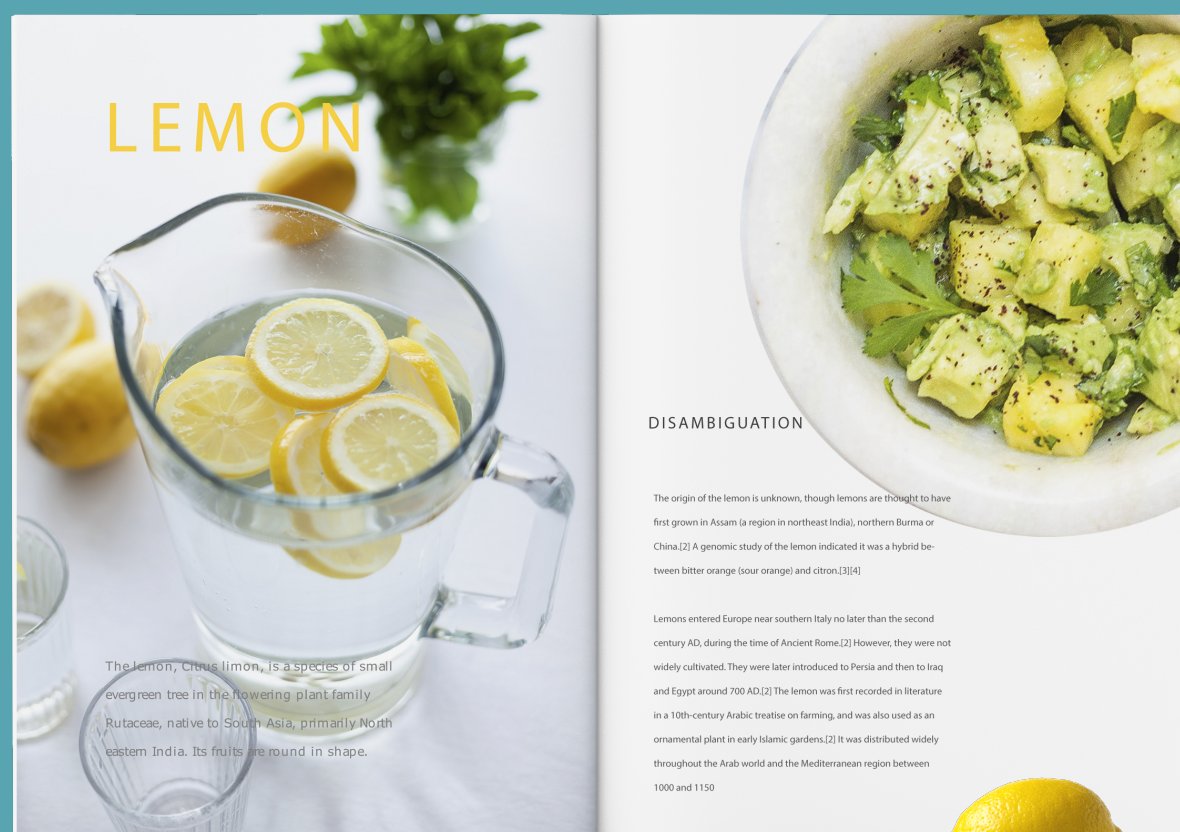 LEMON
The lemon, Citrus limon, is a species of small
evergreen tree in the flowering plant family
Rutaceae, native to South Asia, primarily North
eastern India. Its fruits are round in shape.
DISAMBIGUATION
The origin of the lemon is unknown, though lemons are thought to have
first grown in Assam (a region in northeast India), northern Burma or
China.[2] A genomic study of the lemon indicated it was a hybrid be-
tween bitter orange (sour orange) and citron.[3][4]
Lemons entered Europe near southern Italy no later than the second
century AD, during the time of Ancient Rome.[2] However, they were not
widely cultivated. They were later introduced to Persia and then to Iraq
and Egypt around 700 AD.[2] The lemon was first recorded in literature
in a 10th-century Arabic treatise on farming, and was also used as an
ornamental plant in early Islamic gardens.[2] It was distributed widely
throughout the Arab world and the Mediterranean region between
1000 and 1150